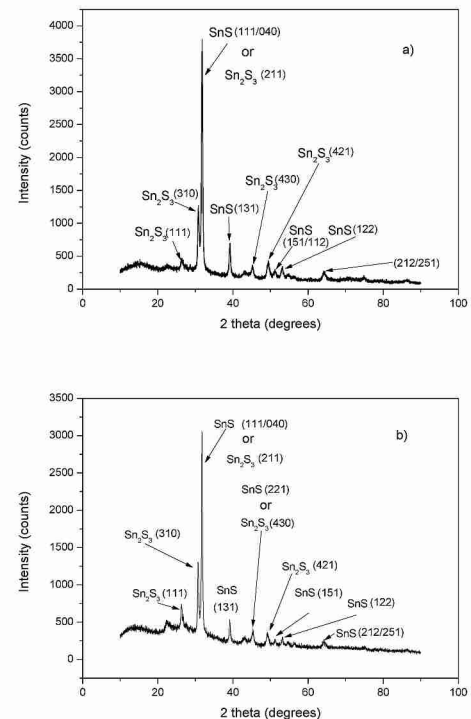 4000
3500
3000
2500
2000
1500
1000
500
0
Intensity (counts)
SnS (111/040)
or
Sn₂S₃ (211)
a)
Sn₂S₃ (421)
Sn₂S₃ (310)
Sn₂S₃ (430)
SnS (131)
SnS
(151/112)
SnS (122)
Sn₂S₃ (111)
(212/251)
0 20 40 60 80 100
2 theta (degrees)
3500
3000
2500
2000
1500
1000
500
0
Intensity (counts)
SnS (111/040)
or
Sn₂S₃ (211)
b)
SnS (221)
or
Sn₂S₃ (430)
Sn₂S₃ (310)
Sn₂S₃ (421)
Sn₂S₃ (111)
SnS
(131)
SnS (151)
SnS (122)
SnS (212/251)
0 20 40 60 80 100
2 theta (degrees)